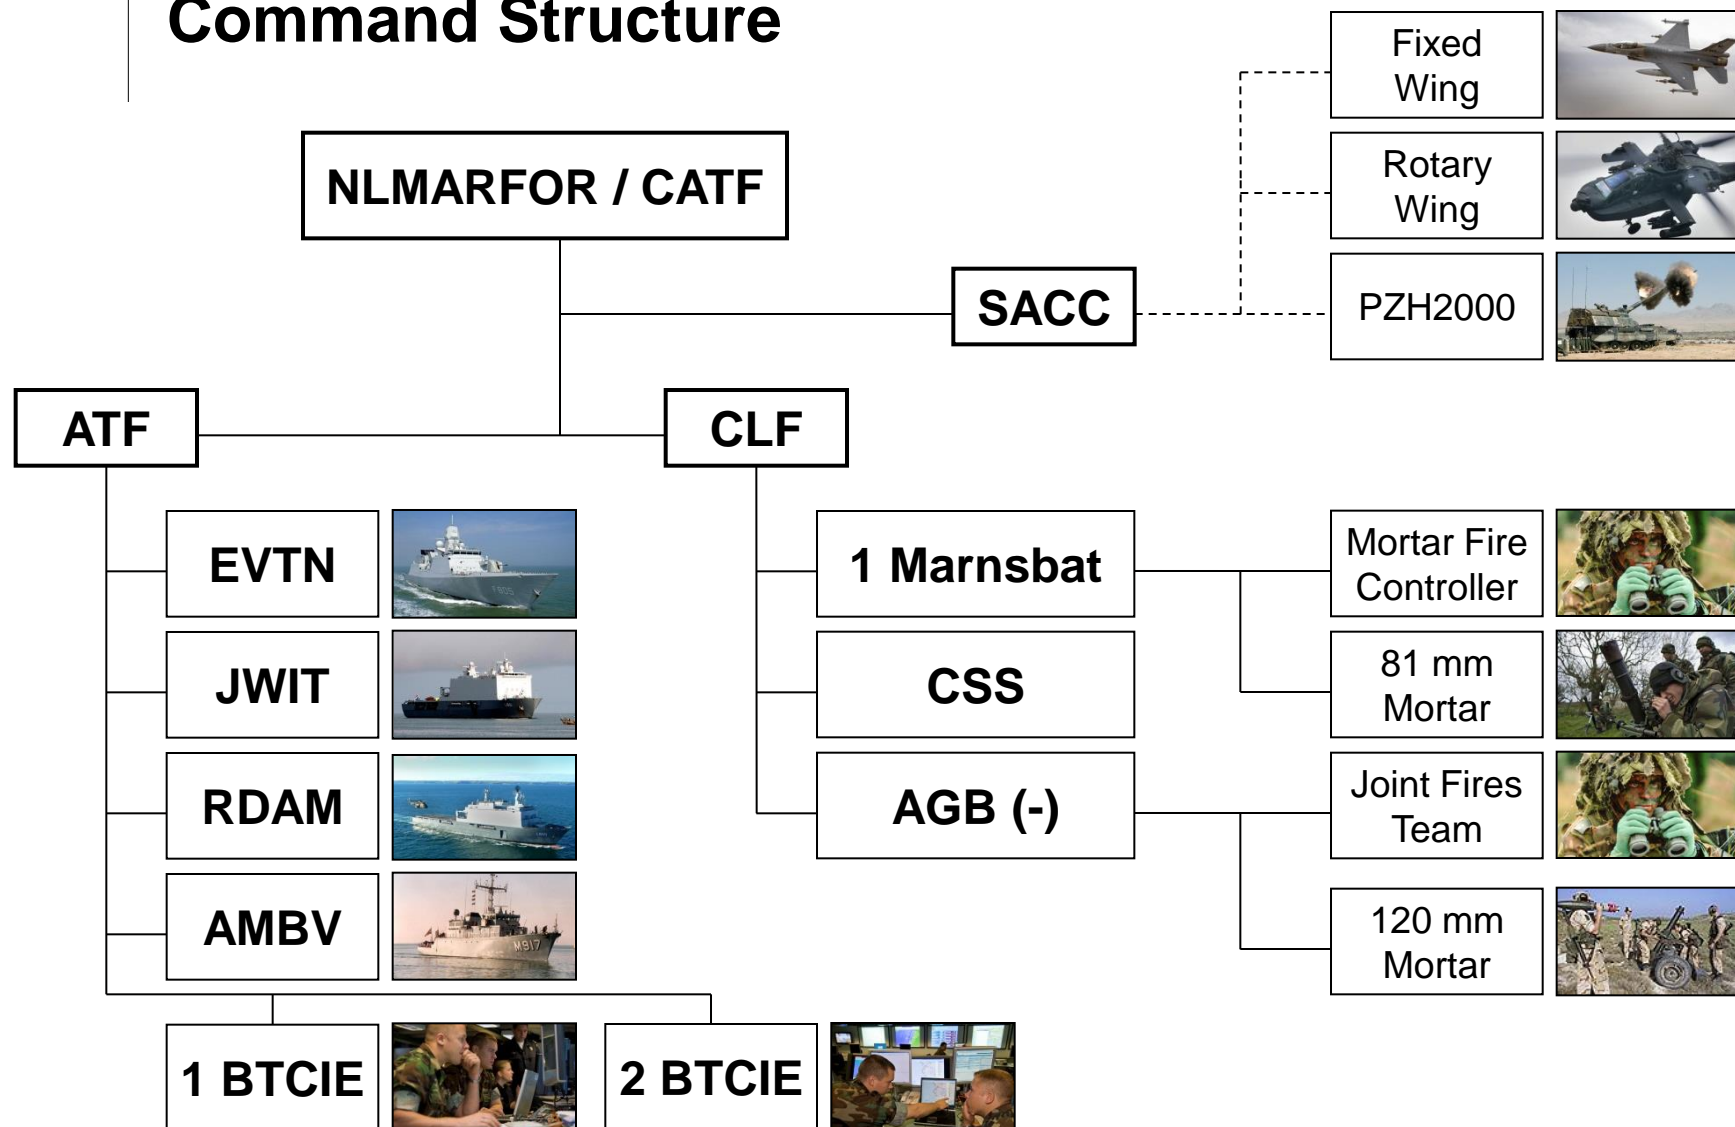 Command Structure
Fixed
Wing
Rotary
Wing
NLMARFOR / CATF
SACC
PZH2000
ATF
CLF
EVTN
1 Marnsbat
Mortar Fire
Controller
JWIT
CSS
81 mm
Mortar
RDAM
AGB (-)
Joint Fires
Team
AMBV
M917
120 mm
Mortar
1 BTCIE
2 BTCIE